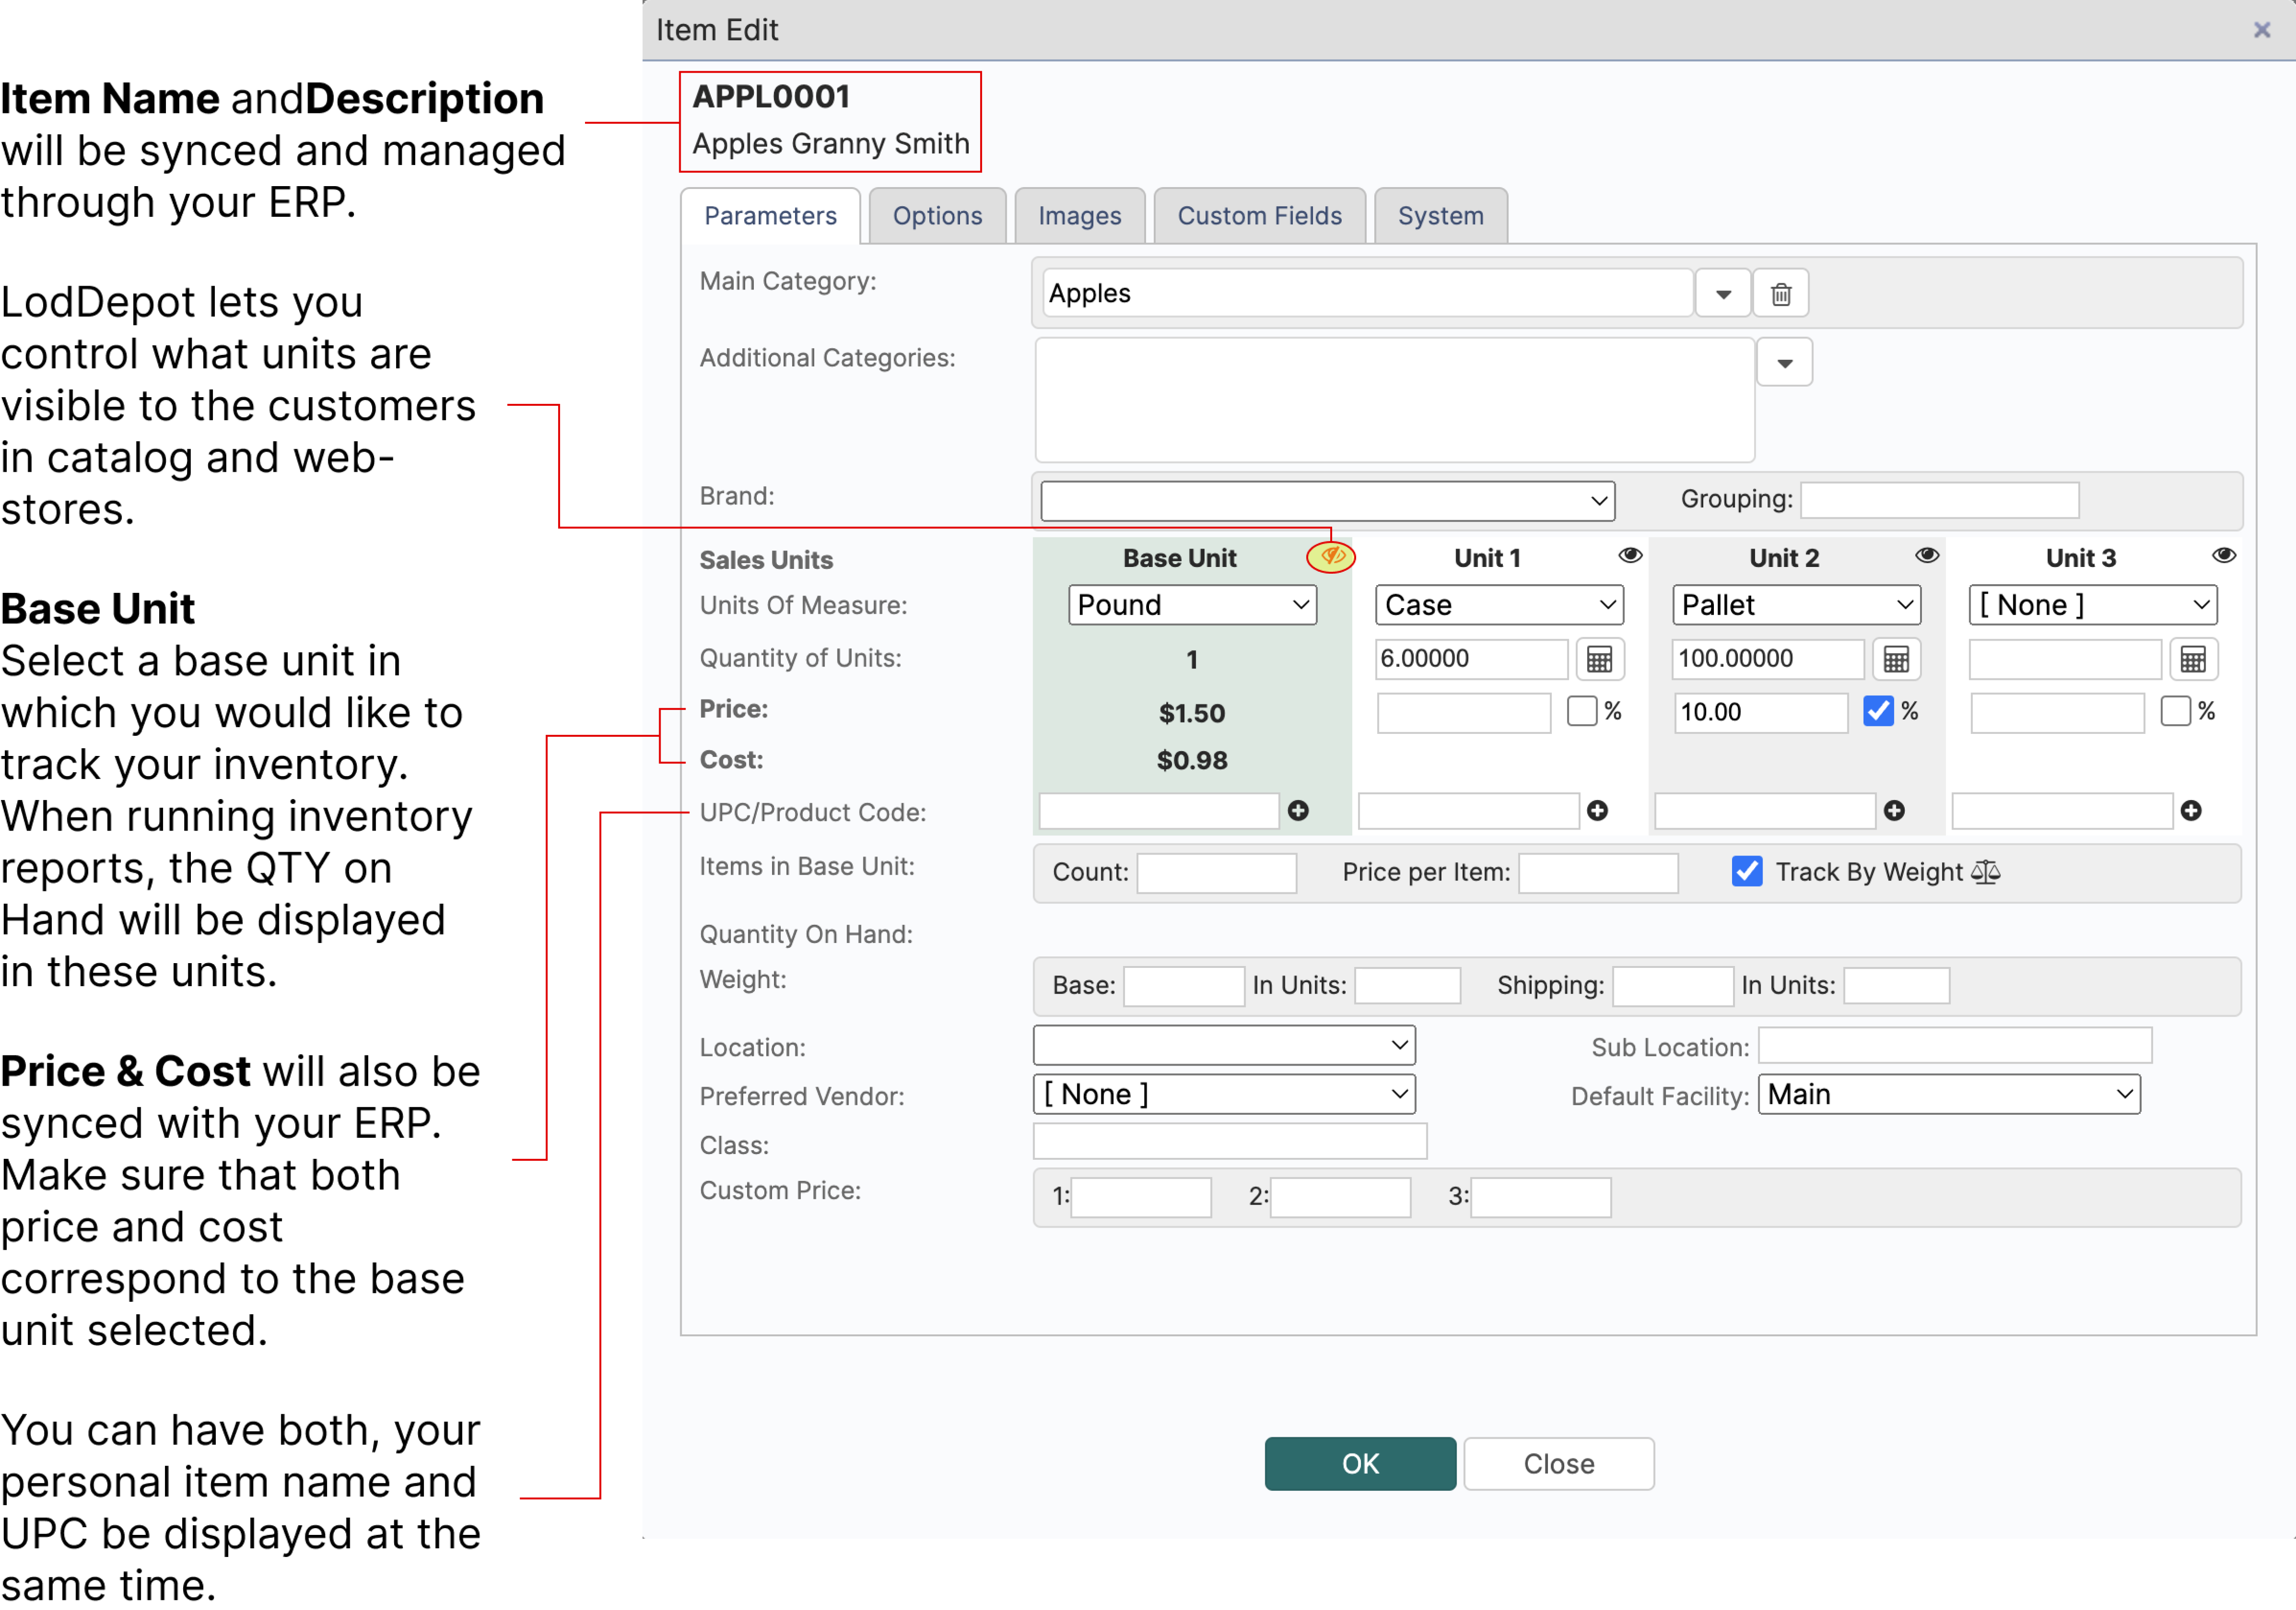 Item Edit
Item Name andDescription
will be synced and managed
through your ERP.
LodDepot lets you
control what units are
visible to the customers
in catalog and web-
stores.
Base Unit
Select a base unit in
which you would like to
track your inventory.
When running inventory
reports, the QTY on
Hand will be displayed
in these units.
Price & Cost will also be
synced with your ERP.
Make sure that both
price and cost
correspond to the base
unit selected.
You can have both, your
personal item name and
UPC be displayed at the
same time.
APPL0001
Apples Granny Smith
Parameters Options Images Custom Fields System
Main Category: Apples
Additional Categories:
Brand: Grouping:
Sales Units Base Unit Unit 1 Unit 2 Unit 3
Units Of Measure: Pound Case Pallet [ None ]
Quantity of Units: 1 6.00000 100.00000
Price: $1.50 % 10.00 % %
Cost: $0.98
UPC/Product Code:
Items in Base Unit: Count: Price per Item: Track By Weight
Quantity On Hand:
Weight: Base: In Units: Shipping: In Units:
Location: Sub Location:
Preferred Vendor: [ None ] Default Facility: Main
Class:
Custom Price: 1: 2: 3:
OK Close